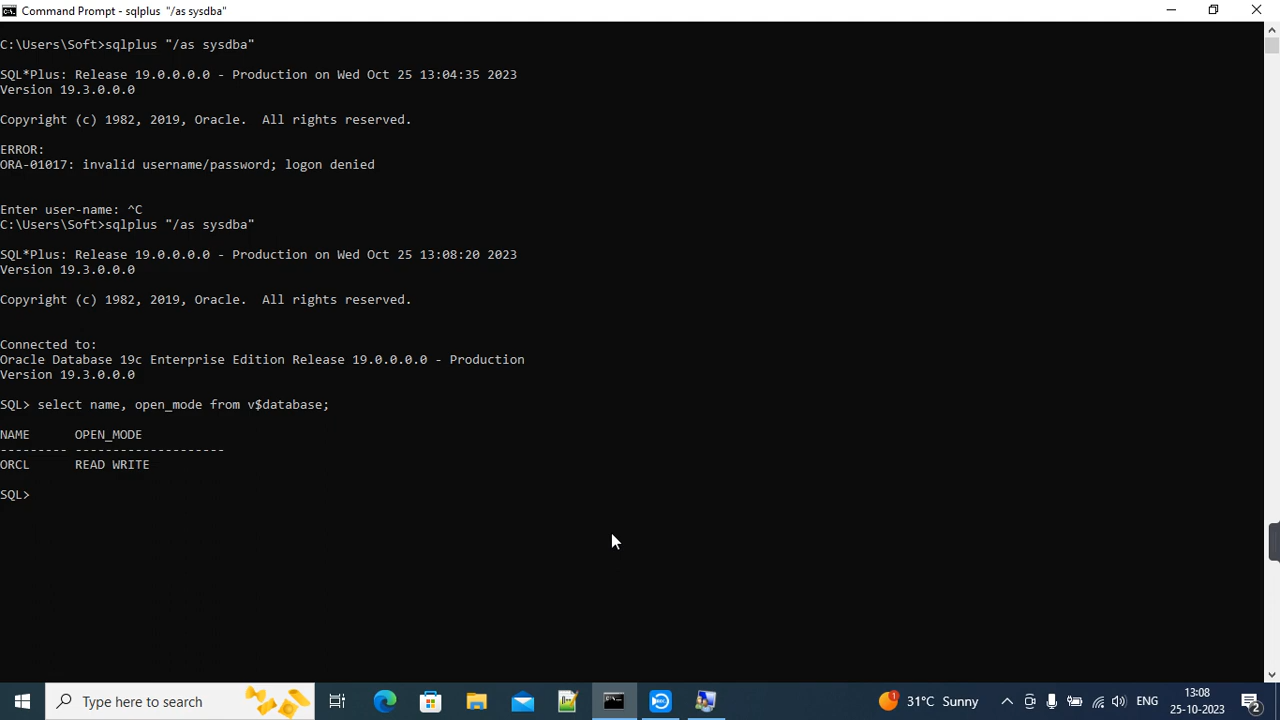 Command Prompt - sqlplus  "/as sysdba"
C:\Users\Soft>sqlplus "/as sysdba"
SQL*Plus: Release 19.0.0.0.0 - Production on Wed Oct 25 13:04:35 2023
Version 19.3.0.0.0
Copyright (c) 1982, 2019, Oracle.  All rights reserved.
ERROR:
ORA-01017: invalid username/password; logon denied
Enter user-name: ^C
C:\Users\Soft>sqlplus "/as sysdba"
SQL*Plus: Release 19.0.0.0.0 - Production on Wed Oct 25 13:08:20 2023
Version 19.3.0.0.0
Copyright (c) 1982, 2019, Oracle.  All rights reserved.
Connected to:
Oracle Database 19c Enterprise Edition Release 19.0.0.0.0 - Production
Version 19.3.0.0.0
SQL> select name, open_mode from v$database;
NAME      OPEN_MODE
--------- --------------------
ORCL      READ WRITE
SQL>
Type here to search
1 31°C Sunny
ENG
13:08
25-10-2023
2